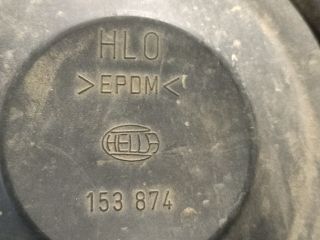 HLO
>EPDM<
HELLA
153 874